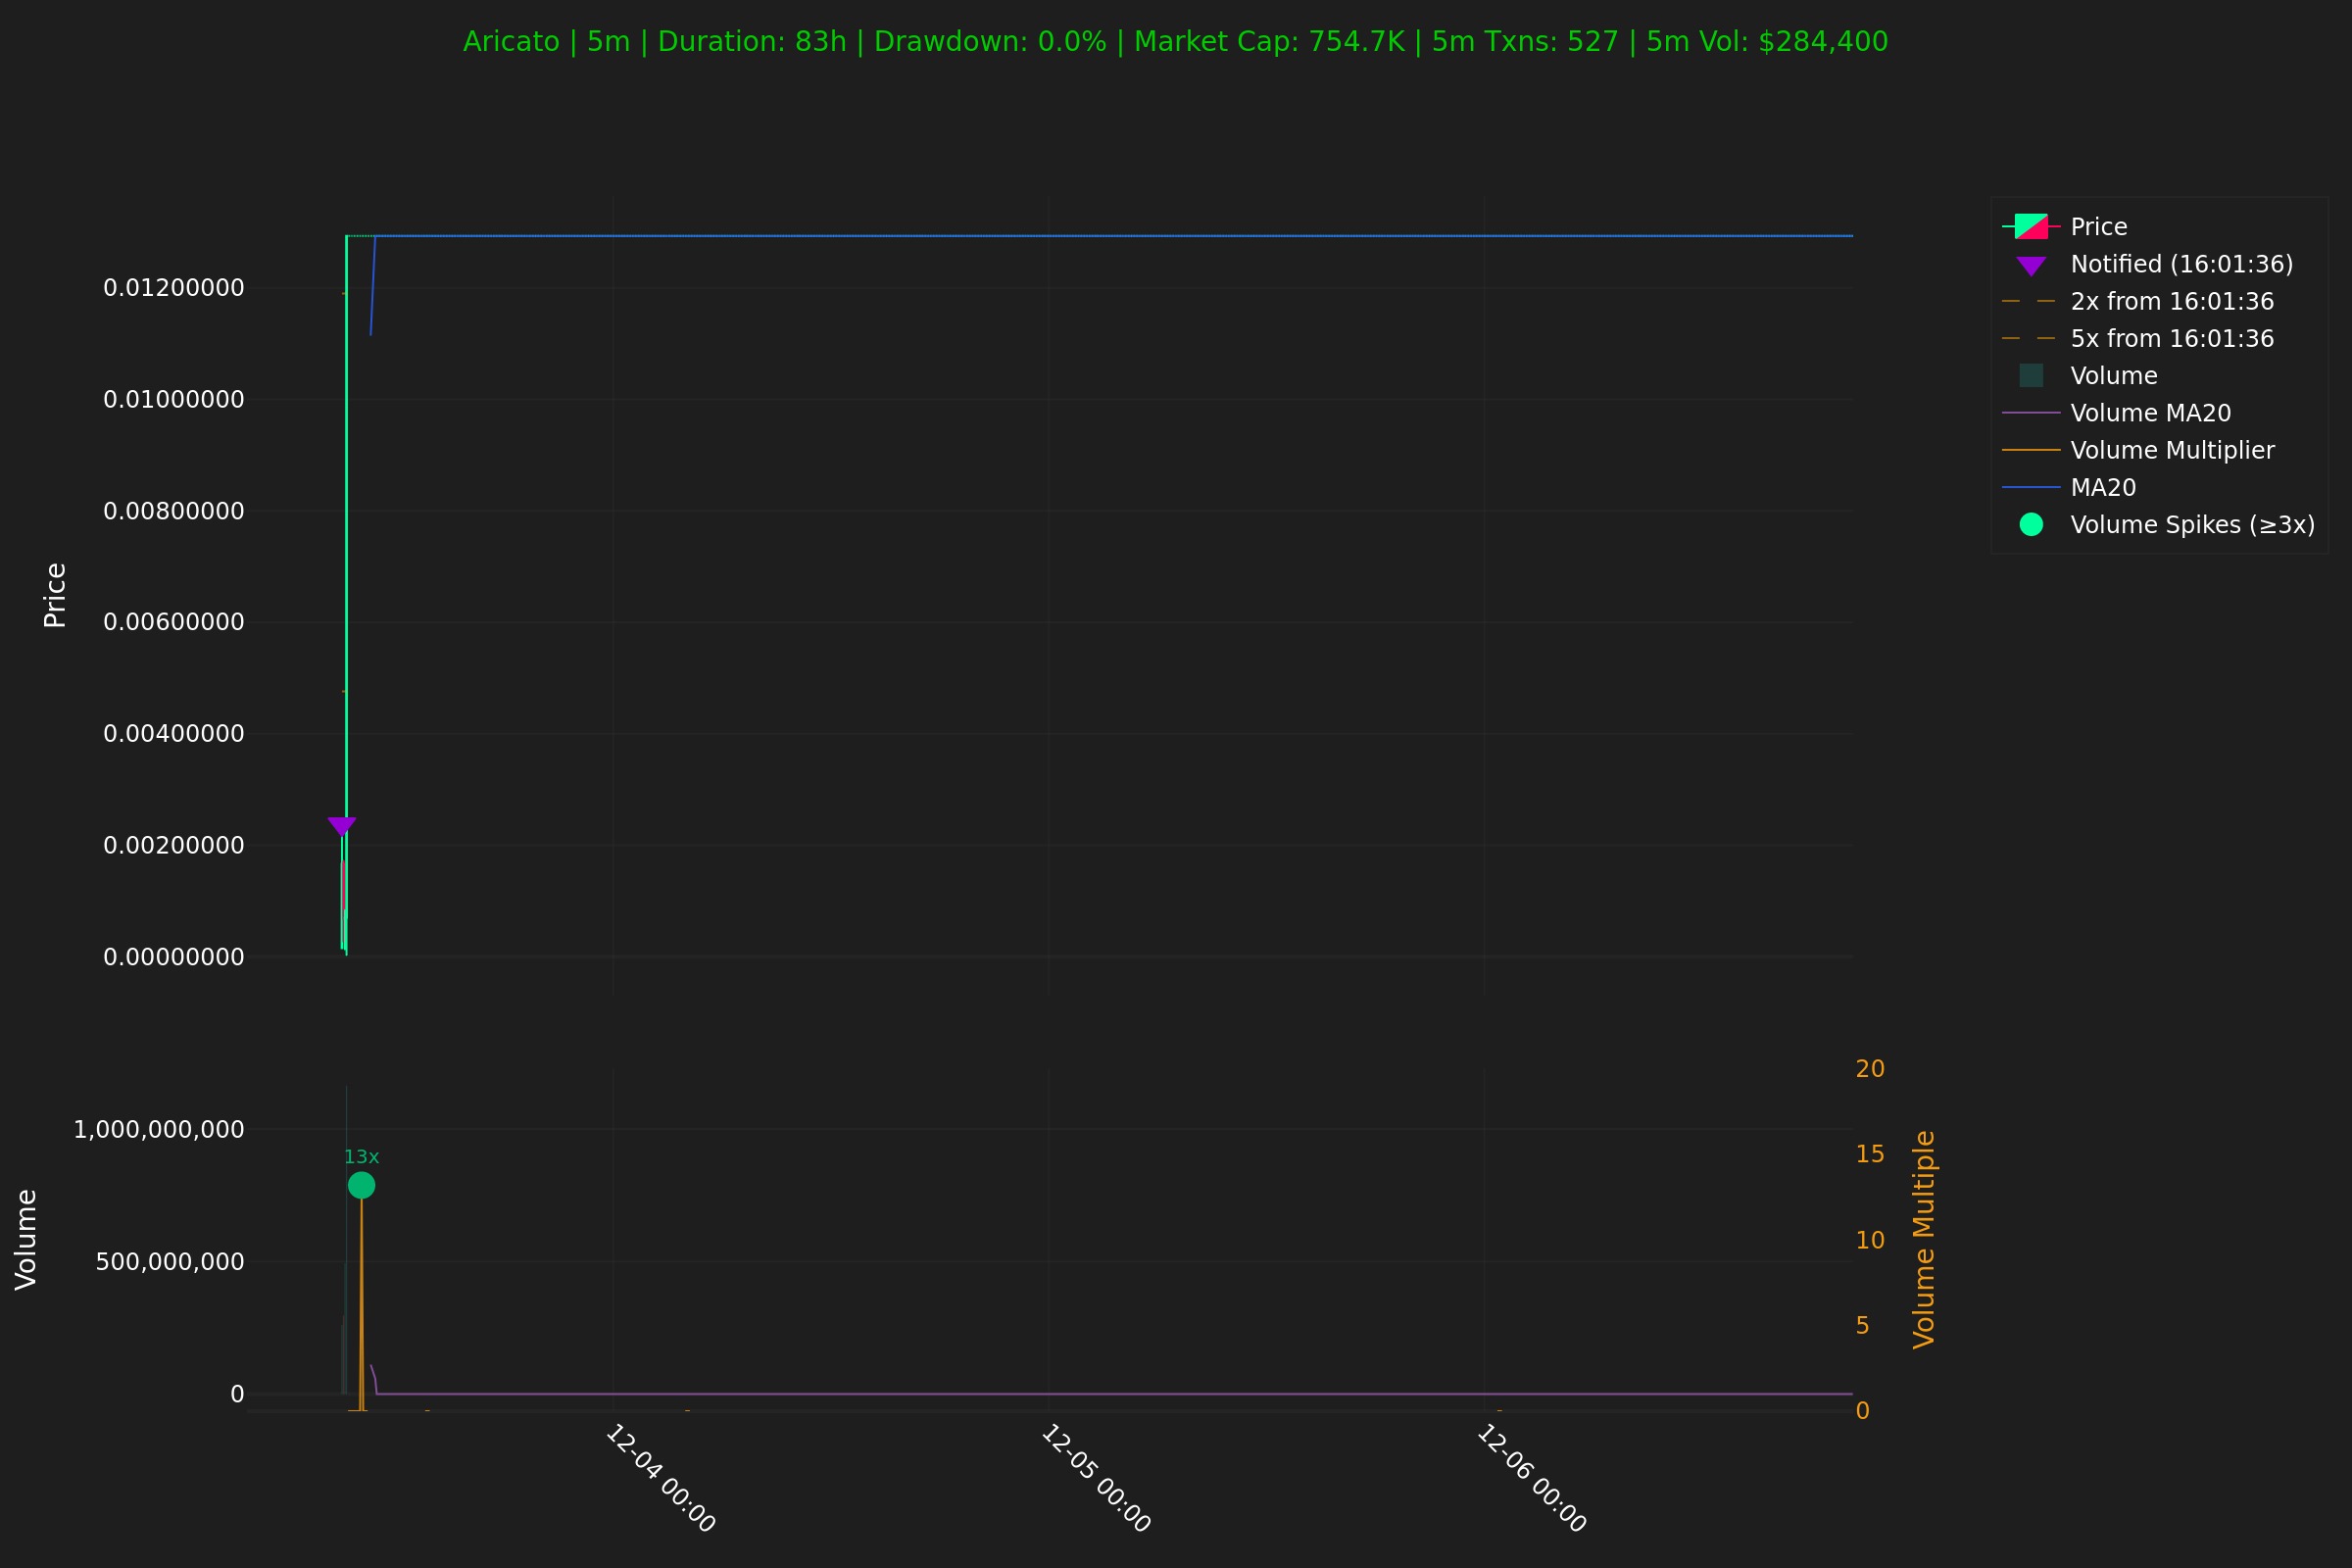 Aricato | 5m | Duration: 83h | Drawdown: 0.0% | Market Cap: 754.7K | 5m Txns: 527 | 5m Vol: $284,400
Price
0.01200000
0.01000000
0.00800000
0.00600000
0.00400000
0.00200000
0.00000000
Price
Notified (16:01:36)
2x from 16:01:36
5x from 16:01:36
Volume
Volume MA20
Volume Multiplier
MA20
Volume Spikes (≥3x)
Volume
1,000,000,000
500,000,000
0
13x
20
15
10
5
0
Volume Multiple
12-04 00:00
12-05 00:00
12-06 00:00